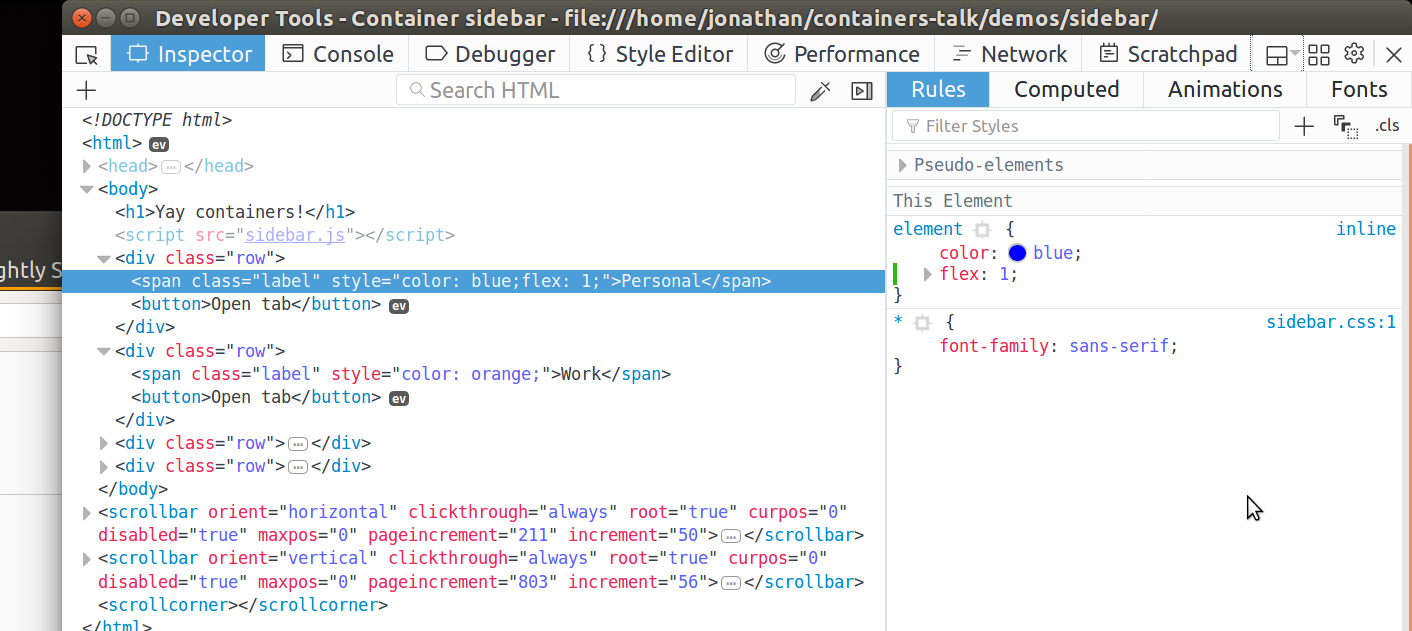 Developer Tools - Container sidebar - file:///home/jonathan/containers-talk/demos/sidebar/
Inspector Console Debugger {} Style Editor Performance Network Scratchpad
Search HTML
Rules Computed Animations Fonts
Filter Styles
.cls
<!DOCTYPE html>
<html> ev
<head>…</head>
<body>
<h1>Yay containers!</h1>
<script src="sidebar.js"></script>
<div class="row">
<span class="label" style="color: blue;flex: 1;">Personal</span>
<button>Open tab</button> ev
</div>
<div class="row">
<span class="label" style="color: orange;">Work</span>
<button>Open tab</button> ev
</div>
<div class="row">…</div>
<div class="row">…</div>
</body>
<scrollbar orient="horizontal" clickthrough="always" root="true" curpos="0"
disabled="true" maxpos="0" pageincrement="211" increment="50">…</scrollbar>
<scrollbar orient="vertical" clickthrough="always" root="true" curpos="0"
disabled="true" maxpos="0" pageincrement="803" increment="56">…</scrollbar>
<scrollcorner></scrollcorner>
</html>
Pseudo-elements
This Element
element { inline
color: blue;
flex: 1;
}
* { sidebar.css:1
font-family: sans-serif;
}
ghtly S